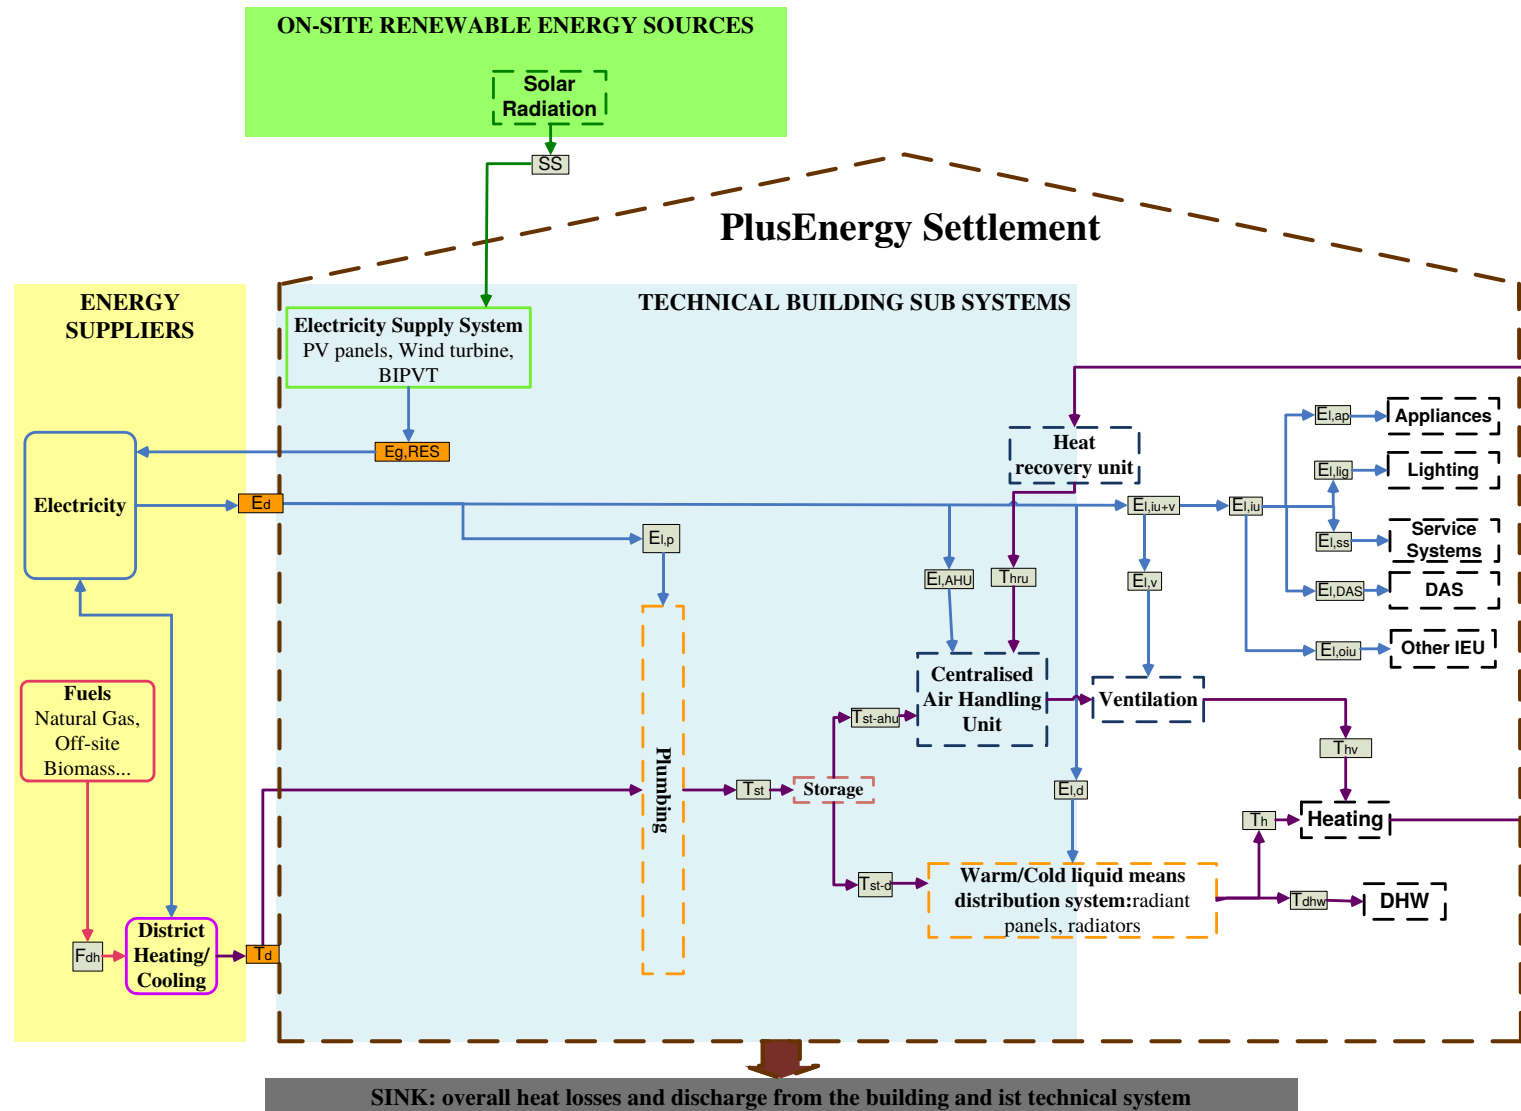 ON-SITE RENEWABLE ENERGY SOURCES
Solar
Radiation
SS
PlusEnergy Settlement
ENERGY
SUPPLIERS
TECHNICAL BUILDING SUB SYSTEMS
Electricity Supply System
PV panels, Wind turbine,
BIPVT
Eg,RES
Electricity
Ed
Heat
recovery unit
El,ap
Appliances
El,lig
Lighting
El,iu+v
El,iu
El,p
El,ss
Service
Systems
El,AHU
Thru
El,v
El,DAS
DAS
El,oiu
Other IEU
Fuels
Natural Gas,
Off-site
Biomass...
Centralised
Air Handling
Unit
Ventilation
Tst-ahu
Thv
Plumbing
Tst
Storage
El,d
Th
Heating
Tst-d
Warm/Cold liquid means
distribution system:radiant
panels, radiators
Tdhw
DHW
Fdh
District
Heating/
Cooling
Td
SINK: overall heat losses and discharge from the building and ist technical system